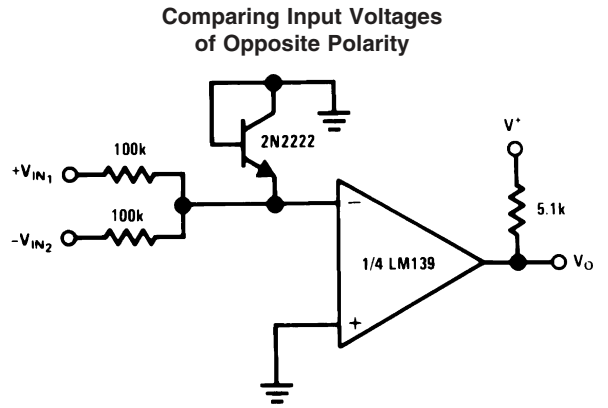 Comparing Input Voltages
of Opposite Polarity
2N2222
V+
100k
+VIN1
100k
-VIN2
5.1k
−
1/4 LM139
VO
+